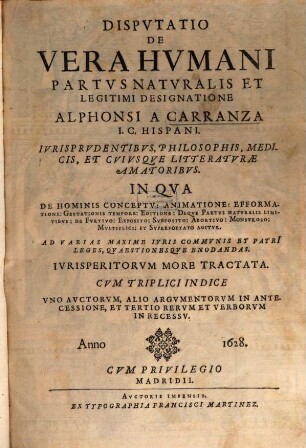 DISPVTATIO
DE
VERA HVMANI
PARTVS NATVRALIS ET
LEGITIMI DESIGNATIONE
ALPHONSI A CARRANZA
I. C. HISPANI.
IVRISPRVDENTIBVS, PHILOSOPHIS, MEDI-
CIS, ET CVIVSQVE LITTERATVRÆ
AMATORIBVS.
IN QVA
DE HOMINIS CONCEPTV: ANIMATIONE: EFFORMA-
TIONE: GESTATIONIS TEMPORE: EDITIONE: DEQVE PARTVS NATVRALIS LIMI-
TIBVS: DE FVRTIVO: EXPOSITO: SVPPOSITO: ABORTIVO: MONSTROSO:
MVLTIPLICI: ET SVPERFOETATO AGITVR.
AD VARIAS MAXIME IVRIS COMMVNIS ET PATRÎ
LEGES, QVAESTIONESQVE ENODANDAS.
IVRISPERITORVM MORE TRACTATA.
CVM TRIPLICI INDICE
VNO AVCTORVM, ALIO ARGVMENTORVM IN ANTE-
CESSIONE, ET TERTIO RERVM ET VERBORVM
IN RECESSV.
Anno 1628.
CVM PRIVILEGIO
MADRIDII.
AVCTORIS IMPENSIS.
EX TYPOGRAPHIA FRANCISCI MARTINEZ.